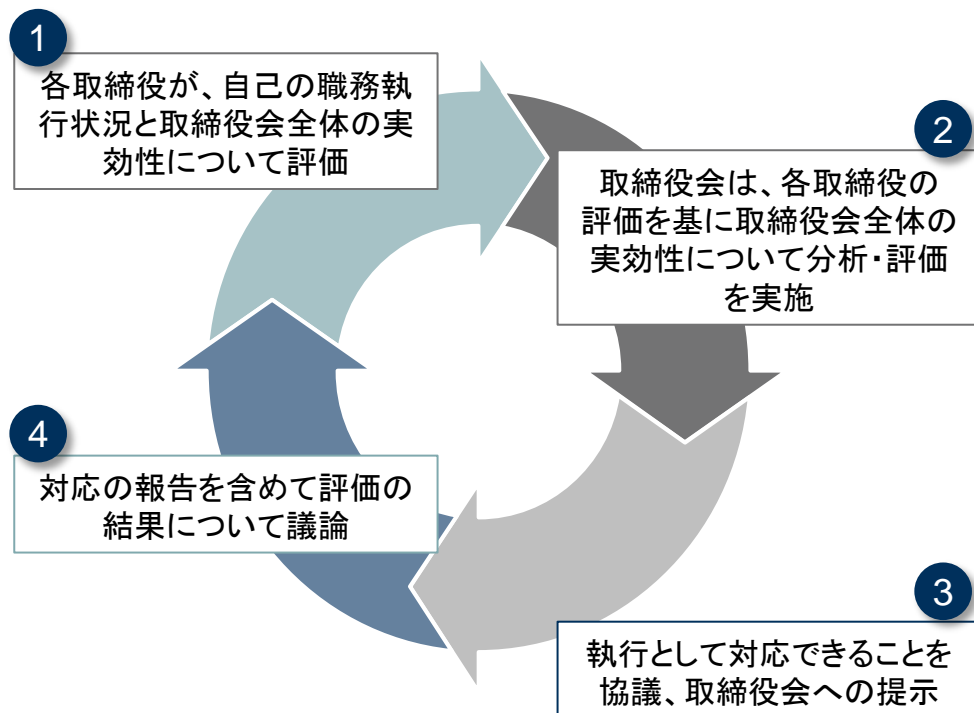 1
各取締役が、自己の職務執
行状況と取締役会全体の実
効性について評価
2
取締役会は、各取締役の
評価を基に取締役会全体の
実効性について分析・評価
を実施
3
執行として対応できることを
協議、取締役会への提示
4
対応の報告を含めて評価の
結果について議論